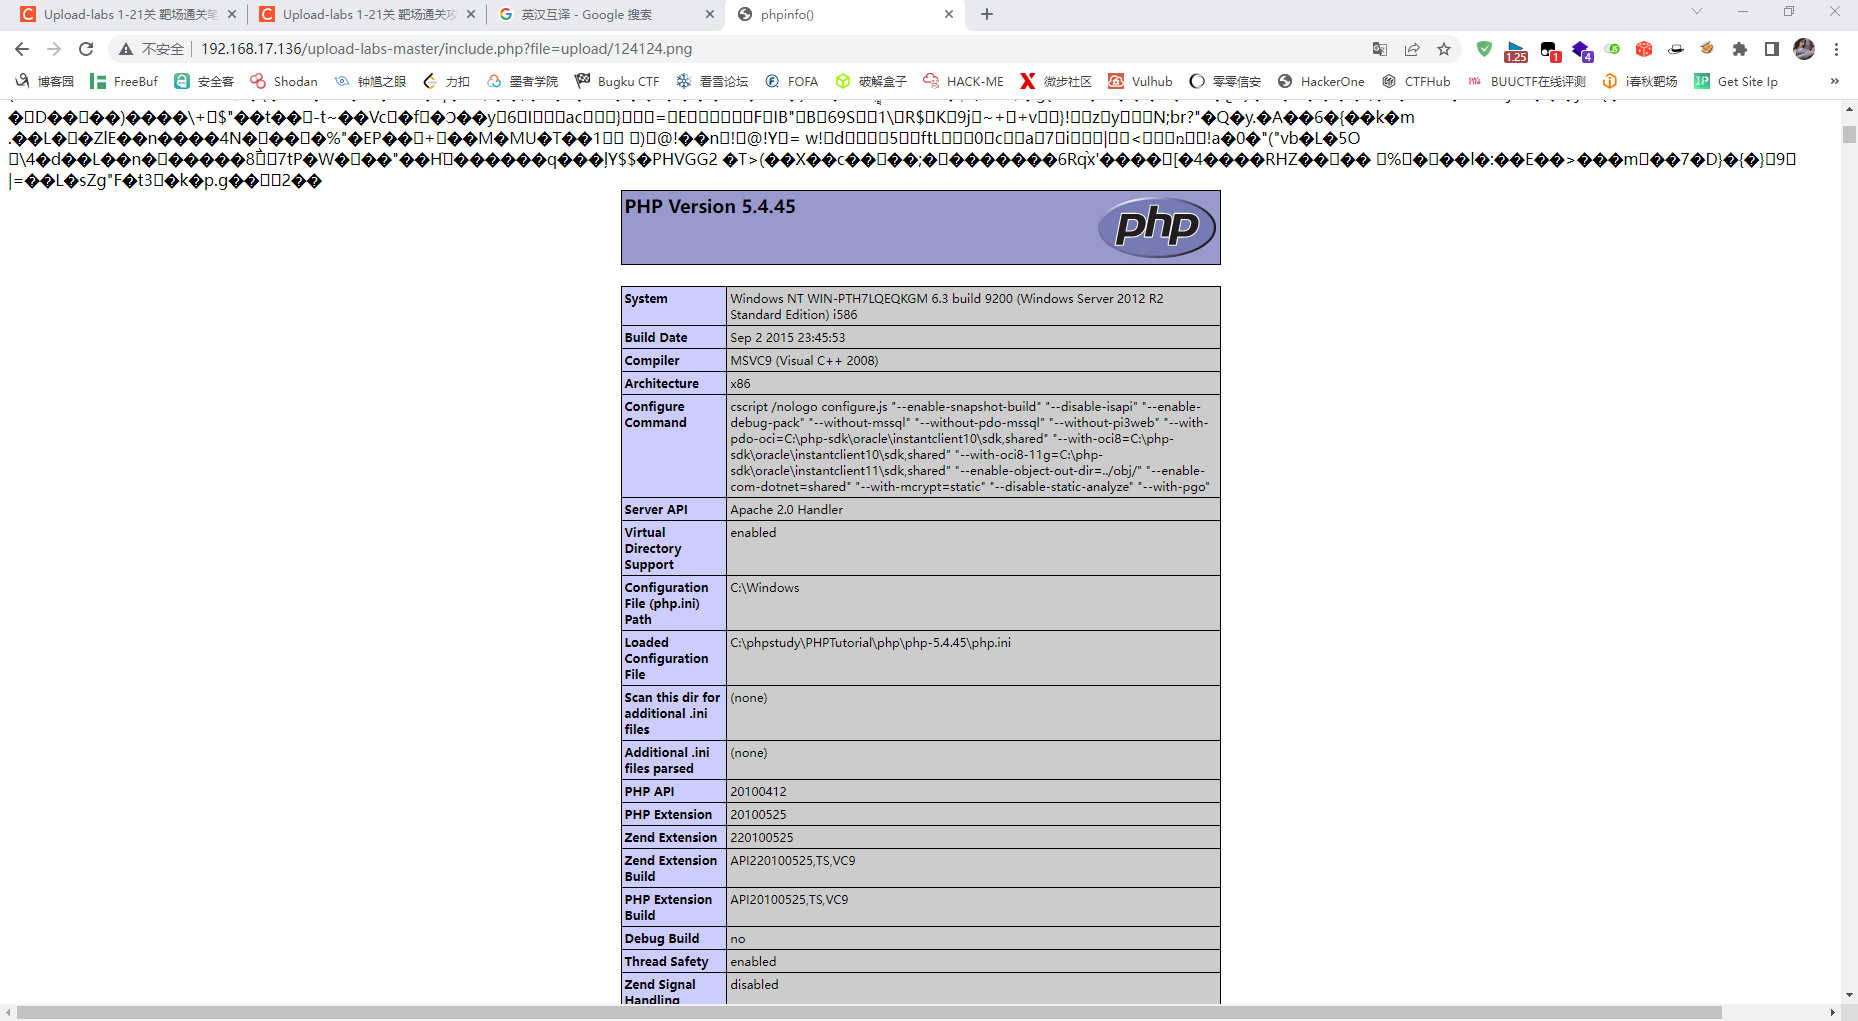 Upload-labs 1-21关 靶场通关笔
Upload-labs 1-21关 靶场通关攻
英汉互译 - Google 搜索
phpinfo()
不安全
192.168.17.136/upload-labs-master/include.php?file=upload/124124.png
1.25
1
4
博客园
FreeBuf
安全客
Shodan
钟馗之眼
力扣
墨者学院
Bugku CTF
看雪论坛
FOFA
破解盒子
HACK-ME
微步社区
Vulhub
零零信安
HackerOne
CTFHub
BUUCTF在线评测
i春秋靶场
Get Site Ip
»
PHP Version 5.4.45
php
System
Windows NT WIN-PTH7LQEQKGM 6.3 build 9200 (Windows Server 2012 R2
Standard Edition) i586
Build Date
Sep 2 2015 23:45:53
Compiler
MSVC9 (Visual C++ 2008)
Architecture
x86
Configure
Command
cscript /nologo configure.js "--enable-snapshot-build" "--disable-isapi" "--enable-
debug-pack" "--without-mssql" "--without-pdo-mssql" "--without-pi3web" "--with-
pdo-oci=C:\php-sdk\oracle\instantclient10\sdk,shared" "--with-oci8=C:\php-
sdk\oracle\instantclient10\sdk,shared" "--with-oci8-11g=C:\php-
sdk\oracle\instantclient11\sdk,shared" "--enable-object-out-dir=../obj/" "--enable-
com-dotnet=shared" "--with-mcrypt=static" "--disable-static-analyze" "--with-pgo"
Server API
Apache 2.0 Handler
Virtual
Directory
Support
enabled
Configuration
File (php.ini)
Path
C:\Windows
Loaded
Configuration
File
C:\phpstudy\PHPTutorial\php\php-5.4.45\php.ini
Scan this dir for
additional .ini
files
(none)
Additional .ini
files parsed
(none)
PHP API
20100412
PHP Extension
20100525
Zend Extension
220100525
Zend Extension
Build
API220100525,TS,VC9
PHP Extension
Build
API20100525,TS,VC9
Debug Build
no
Thread Safety
enabled
Zend Signal
Handling
disabled